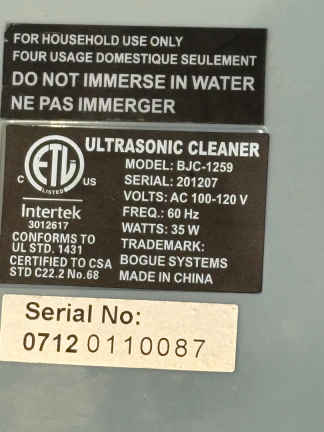 FOR HOUSEHOLD USE ONLY
FOUR USAGE DOMESTIQUE SEULEMENT
DO NOT IMMERSE IN WATER
NE PAS IMMERGER
ULTRASONIC CLEANER
MODEL: BJC-1259
SERIAL: 201207
VOLTS: AC 100-120 V
FREQ.: 60 Hz
WATTS: 35 W
TRADEMARK:
BOGUE SYSTEMS
MADE IN CHINA
ETL
LISTED
C US
Intertek
3012617
CONFORMS TO
UL STD. 1431
CERTIFIED TO CSA
STD C22.2 No.68
Serial No:
0712 0110087